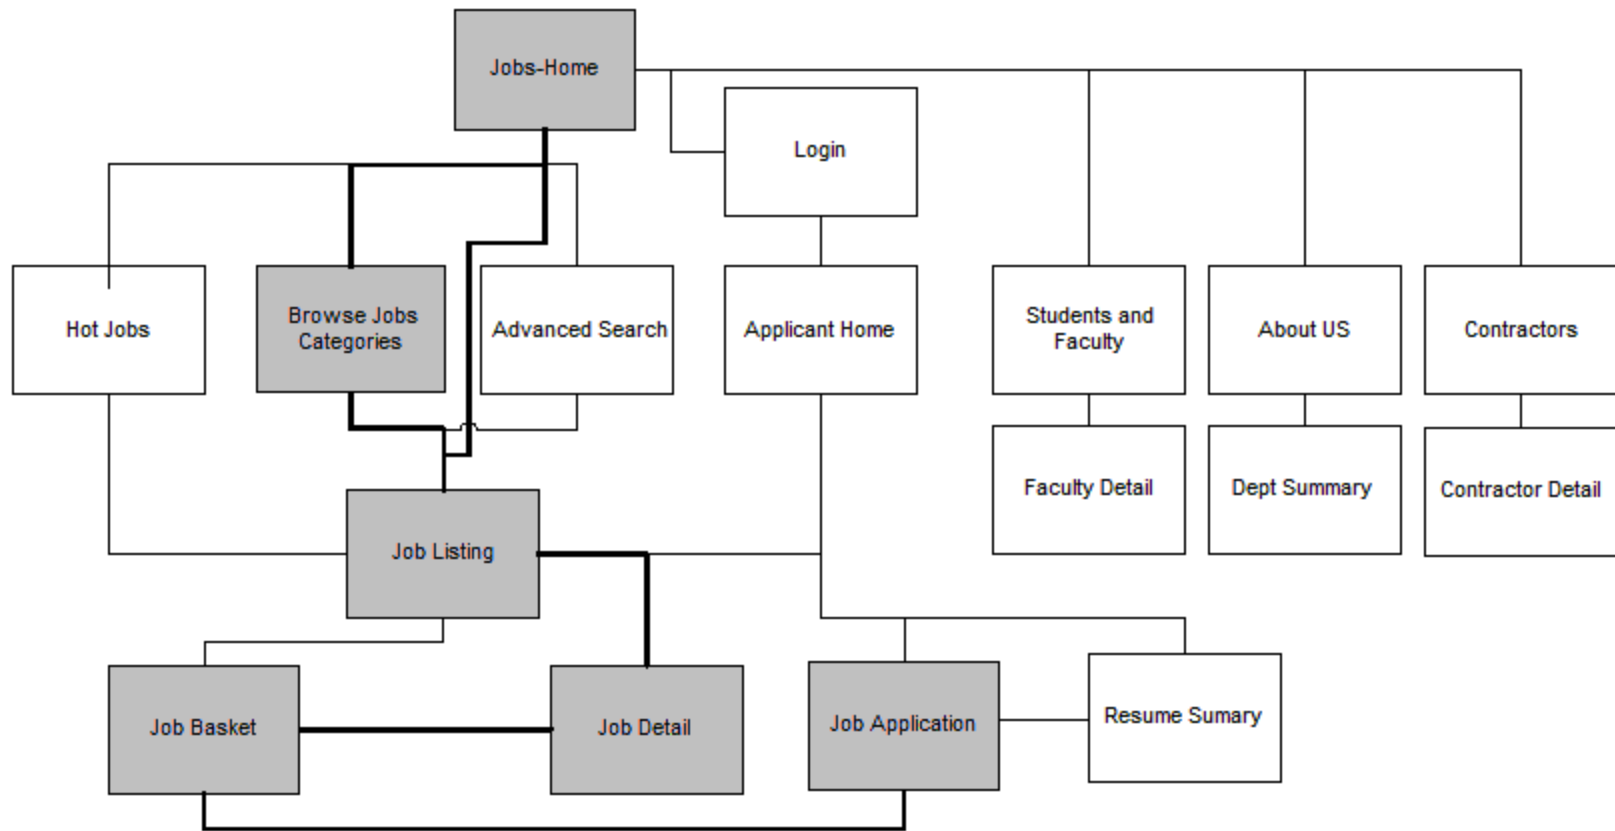 Jobs-Home
Login
Hot Jobs
Browse Jobs
Categories
Advanced Search
Applicant Home
Students and
Faculty
About US
Contractors
Faculty Detail
Dept Summary
Contractor Detail
Job Listing
Job Basket
Job Detail
Job Application
Resume Sumary